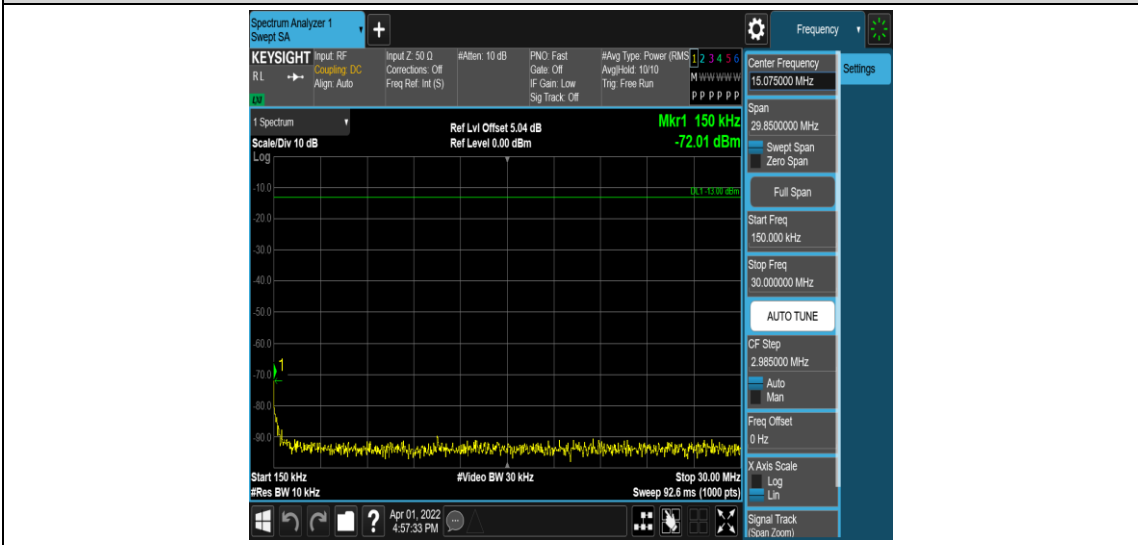 Spectrum Analyzer 1
Swept SA
+
Frequency
KEYSIGHT
RL
LXI
Input: RF
Coupling: DC
Align: Auto
Input Z: 50 Ω
Corrections: Off
Freq Ref: Int (S)
#Atten: 10 dB
PNO: Fast
Gate: Off
IF Gain: Low
Sig Track: Off
#Avg Type: Power (RMS
Avg|Hold: 10/10
Trig: Free Run
1 2 3 4 5 6
M W W W W W
P P P P P P
1 Spectrum
Scale/Div 10 dB
Log
Ref Lvl Offset 5.04 dB
Ref Level 0.00 dBm
Mkr1 150 kHz
-72.01 dBm
DL1 -13.00 dBm
-10.0
-20.0
-30.0
-40.0
-50.0
-60.0
1
-70.0
-80.0
-90.0
Start 150 kHz
#Res BW 10 kHz
#Video BW 30 kHz
Stop 30.00 MHz
Sweep 92.6 ms (1000 pts)
?
Apr 01, 2022
4:57:33 PM
Center Frequency
15.075000 MHz
Settings
Span
29.8500000 MHz
Swept Span
Zero Span
Full Span
Start Freq
150.000 kHz
Stop Freq
30.000000 MHz
AUTO TUNE
CF Step
2.985000 MHz
Auto
Man
Freq Offset
0 Hz
X Axis Scale
Log
Lin
Signal Track
(Span Zoom)